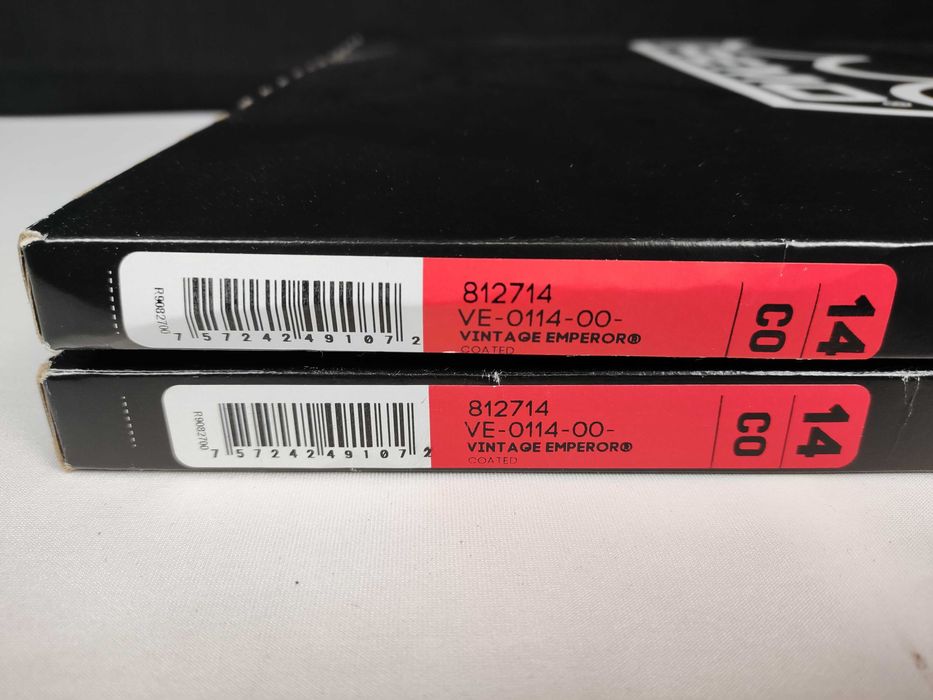 R9082700
7 57242 49107 2
812714
VE-0114-00-
VINTAGE EMPEROR®
COATED
CO
14
R9082700
7 57242 49107 2
812714
VE-0114-00-
VINTAGE EMPEROR®
COATED
CO
14